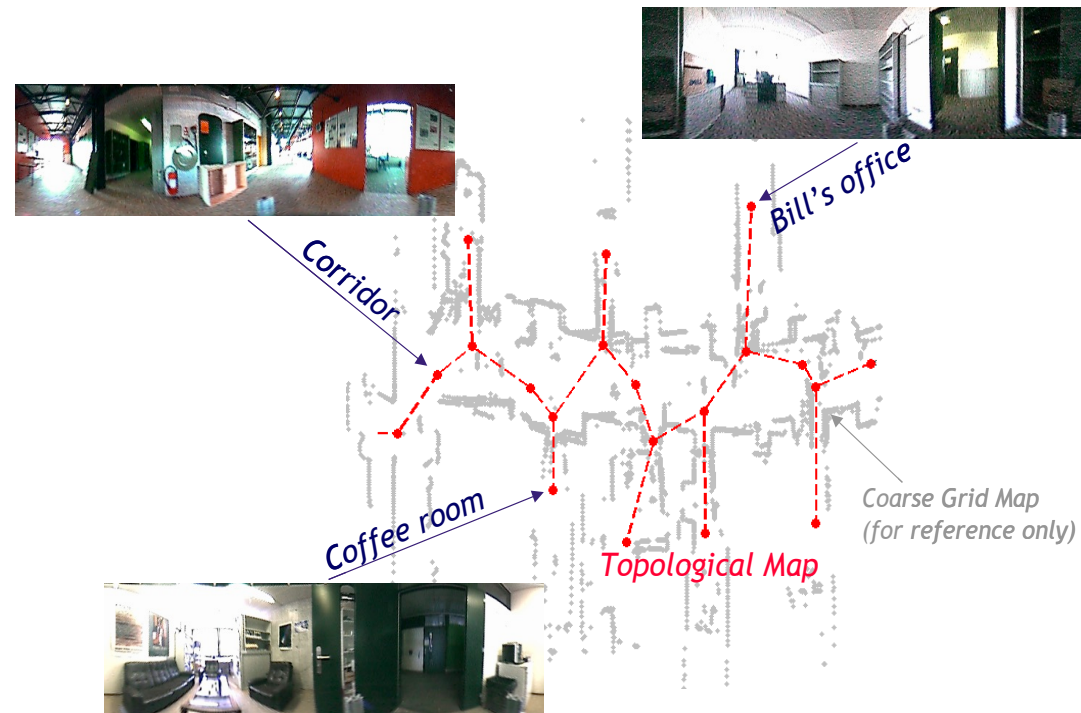 Bill's office
Corridor
Coarse Grid Map
(for reference only)
Coffee room
Topological Map